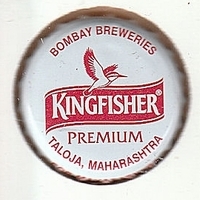 BOMBAY BREWERIES
KINGFISHER
PREMIUM
TALOJA, MAHARASHTRA